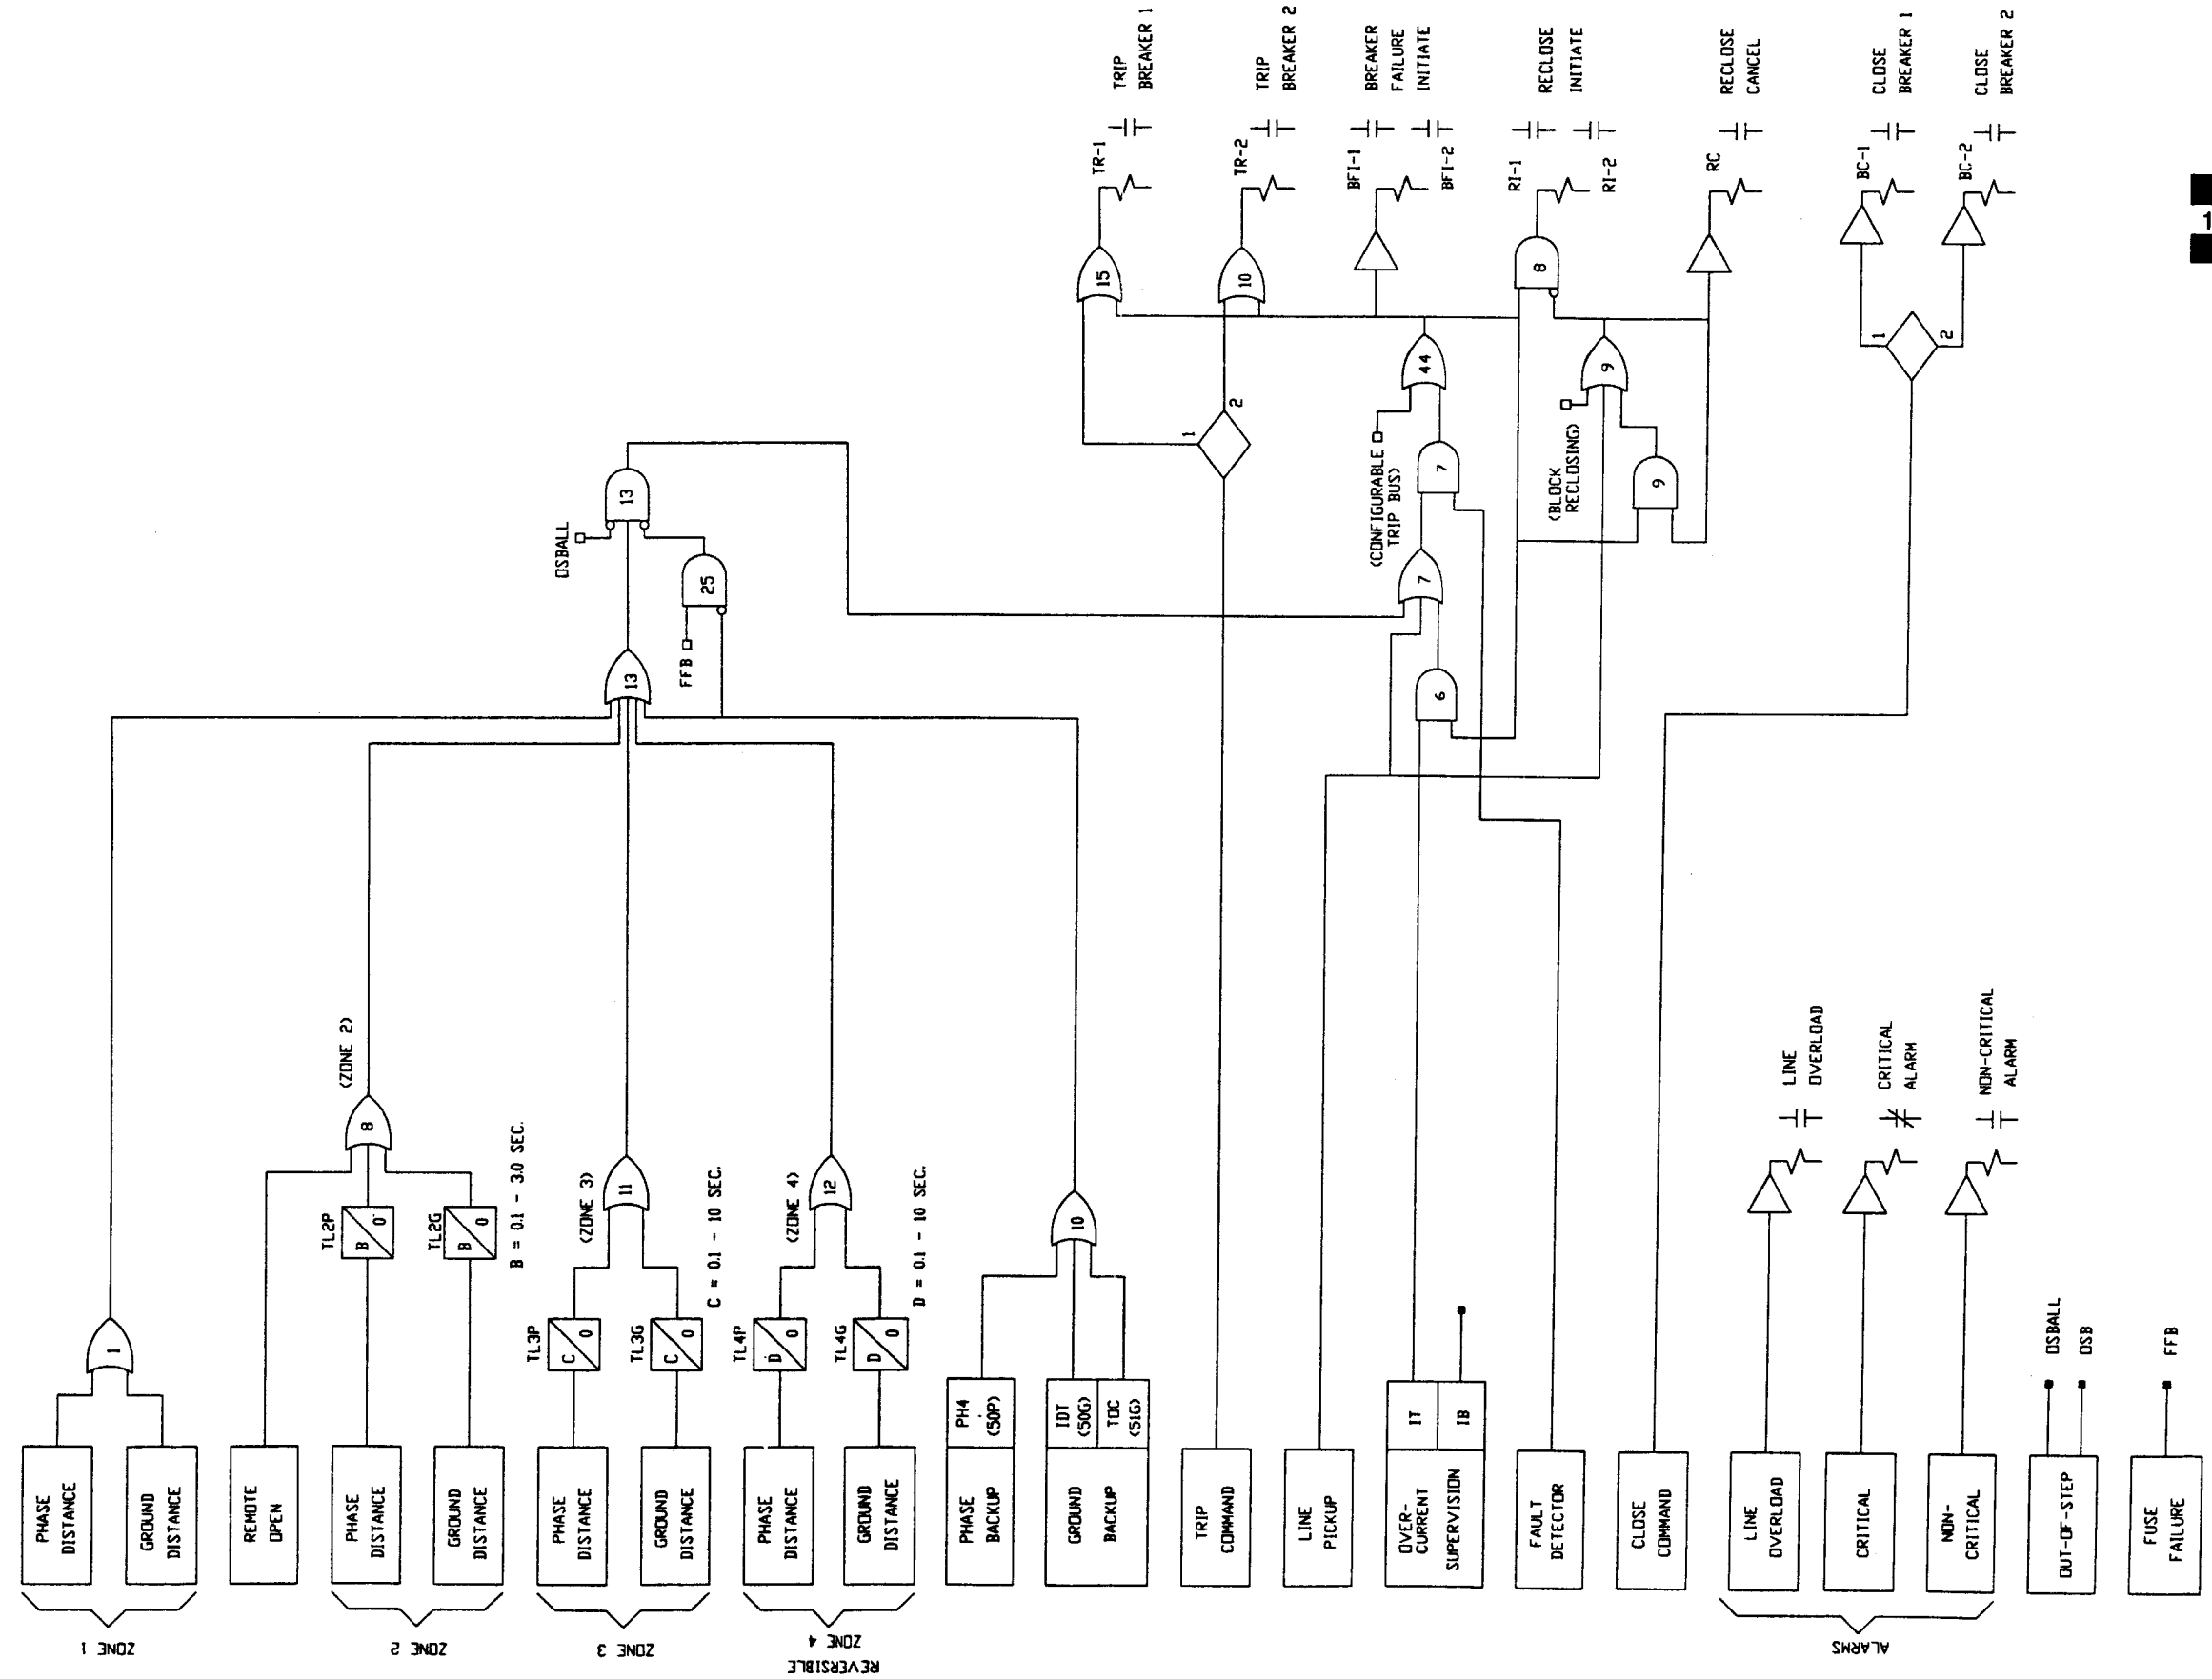 ZONE 1
PHASE
DISTANCE
GROUND
DISTANCE
1
REMOTE
OPEN
ZONE 2
PHASE
DISTANCE
GROUND
DISTANCE
TL2P
B
0
TL2G
B
0
B = 0.1 - 3.0 SEC.
8
(ZONE 2)
ZONE 3
PHASE
DISTANCE
GROUND
DISTANCE
TL3P
C
0
TL3G
C
0
C = 0.1 - 10 SEC.
11
(ZONE 3)
REVERSIBLE
ZONE 4
PHASE
DISTANCE
GROUND
DISTANCE
TL4P
D
0
TL4G
D
0
D = 0.1 - 10 SEC.
12
(ZONE 4)
PHASE
BACKUP
PH4
(50P)
GROUND
BACKUP
IDT
(50G)
TOC
(51G)
10
13
FFB
25
OSBALL
13
TRIP
COMMAND
1
2
15
TR-1
TRIP
BREAKER 1
10
TR-2
TRIP
BREAKER 2
LINE
PICKUP
OVER-
CURRENT
SUPERVISION
IT
IB
6
7
7
(CONFIGURABLE
TRIP BUS)
44
BFI-1
BFI-2
BREAKER
FAILURE
INITIATE
FAULT
DETECTOR
9
(BLOCK
RECLOSING)
9
8
RI-1
RI-2
RECLOSE
INITIATE
RC
RECLOSE
CANCEL
CLOSE
COMMAND
1
2
BC-1
CLOSE
BREAKER 1
BC-2
CLOSE
BREAKER 2
ALARMS
LINE
OVERLOAD
LINE
OVERLOAD
CRITICAL
CRITICAL
ALARM
NON-
CRITICAL
NON-CRITICAL
ALARM
OUT-OF-STEP
OSBALL
OSB
FUSE
FAILURE
FFB